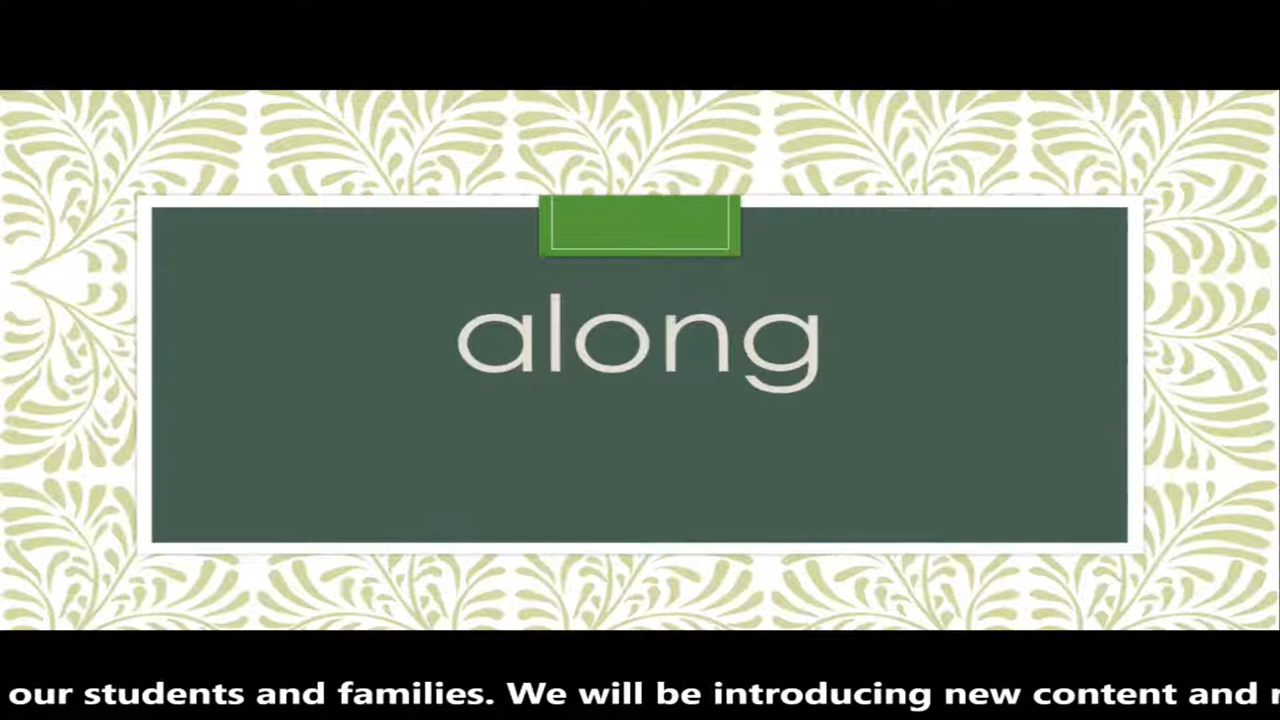 along
our students and families. We will be introducing new content and